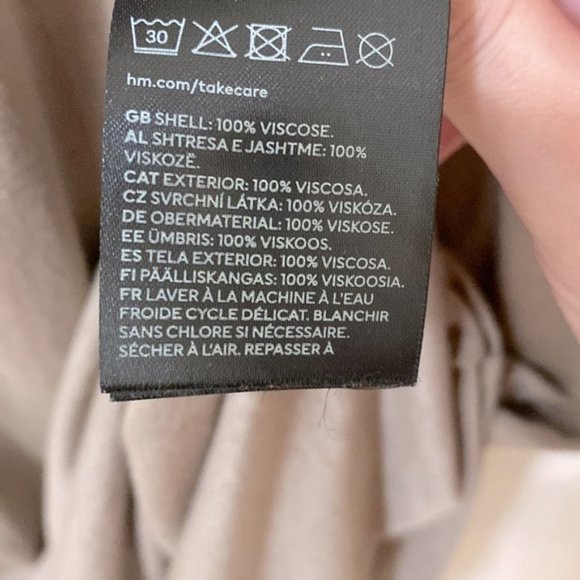 30
hm.com/takecare
GB SHELL: 100% VISCOSE.
AL SHTRESA E JASHTME: 100%
VISKOZË.
CAT EXTERIOR: 100% VISCOSA.
CZ SVRCHNÍ LÁTKA: 100% VISKÓZA.
DE OBERMATERIAL: 100% VISKOSE.
EE ÜMBRIS: 100% VISKOOS.
ES TELA EXTERIOR: 100% VISCOSA.
FI PÄÄLLISKANGAS: 100% VISKOOSIA.
FR LAVER À LA MACHINE À L'EAU
FROIDE CYCLE DÉLICAT. BLANCHIR
SANS CHLORE SI NÉCESSAIRE.
SÉCHER À L'AIR. REPASSER À